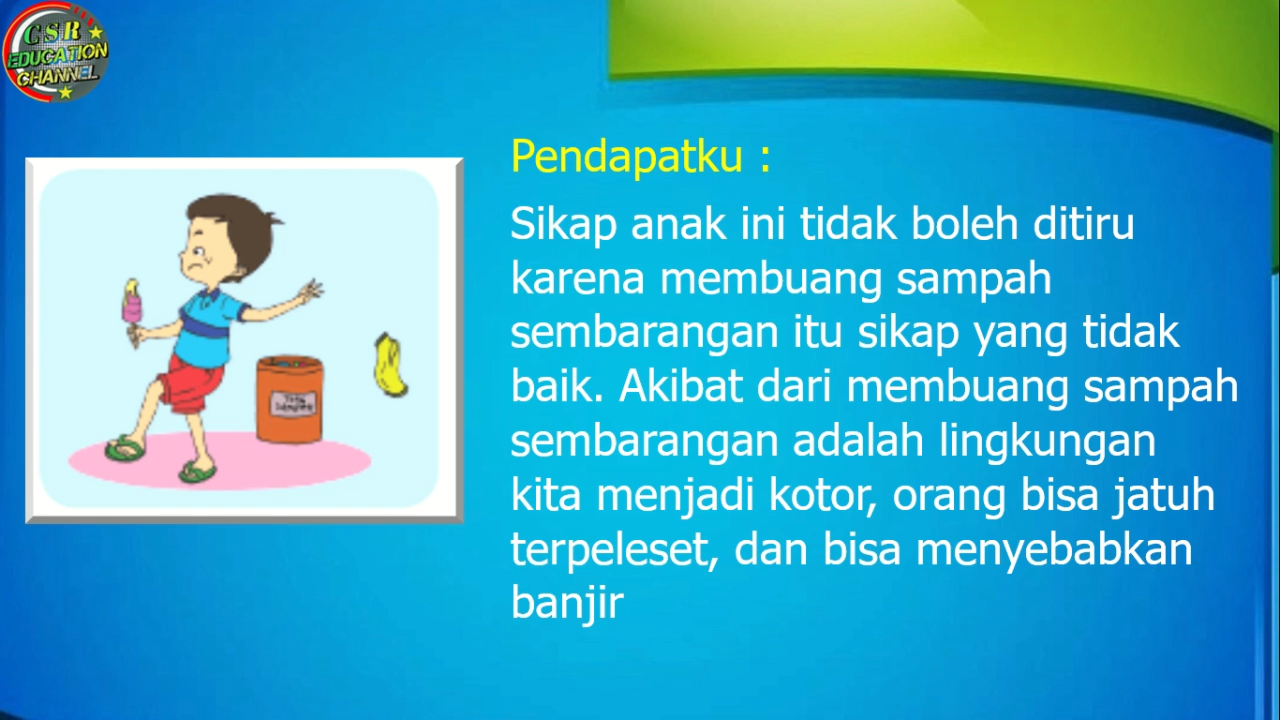 CSR
EDUCATION
CHANNEL
Pendapatku :
Sikap anak ini tidak boleh ditiru
karena membuang sampah
sembarangan itu sikap yang tidak
baik. Akibat dari membuang sampah
sembarangan adalah lingkungan
kita menjadi kotor, orang bisa jatuh
terpeleset, dan bisa menyebabkan
banjir